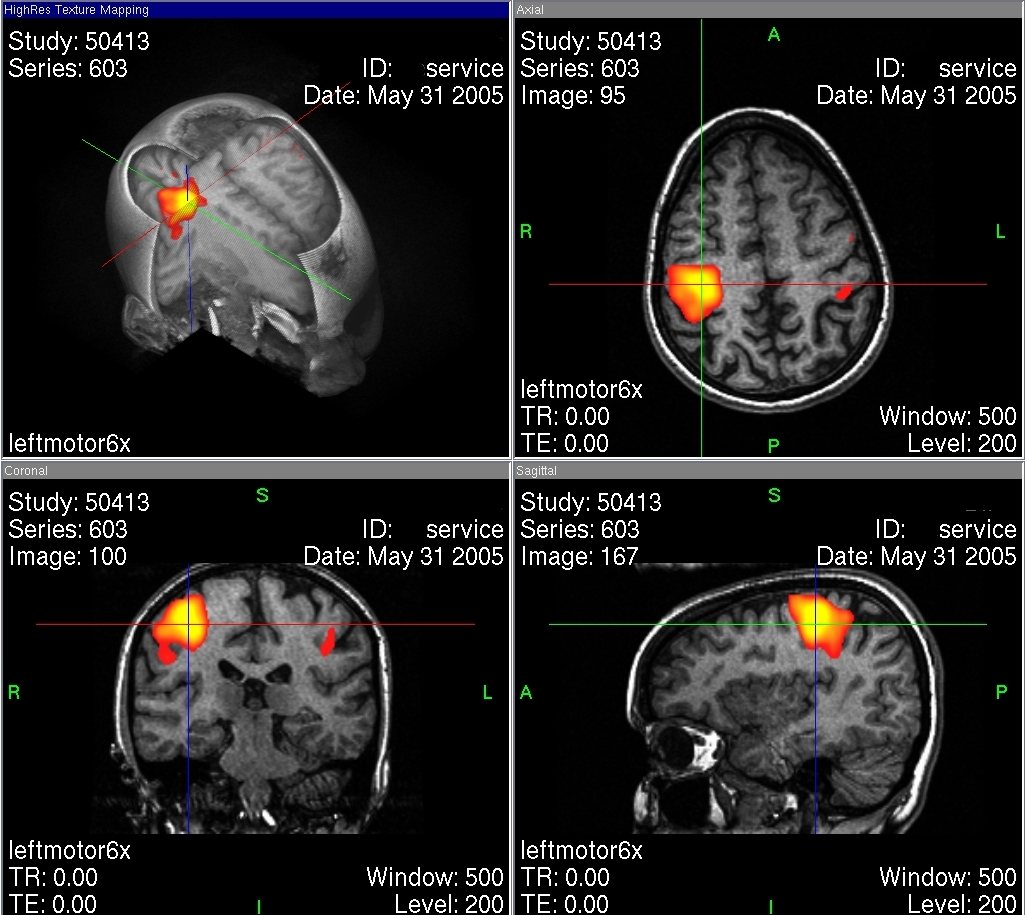 HighRes Texture Mapping
Study: 50413
Series: 603
ID: service
Date: May 31 2005
leftmotor6x
Axial
A
Study: 50413
Series: 603
ID: service
Image: 95
Date: May 31 2005
R
L
leftmotor6x
TR: 0.00
Window: 500
TE: 0.00
P
Level: 200
Coronal
S
Study: 50413
Series: 603
ID: service
Image: 100
Date: May 31 2005
R
L
leftmotor6x
TR: 0.00
Window: 500
TE: 0.00
I
Level: 200
Sagittal
S
Study: 50413
Series: 603
ID: service
Image: 167
Date: May 31 2005
A
P
leftmotor6x
TR: 0.00
Window: 500
TE: 0.00
I
Level: 200